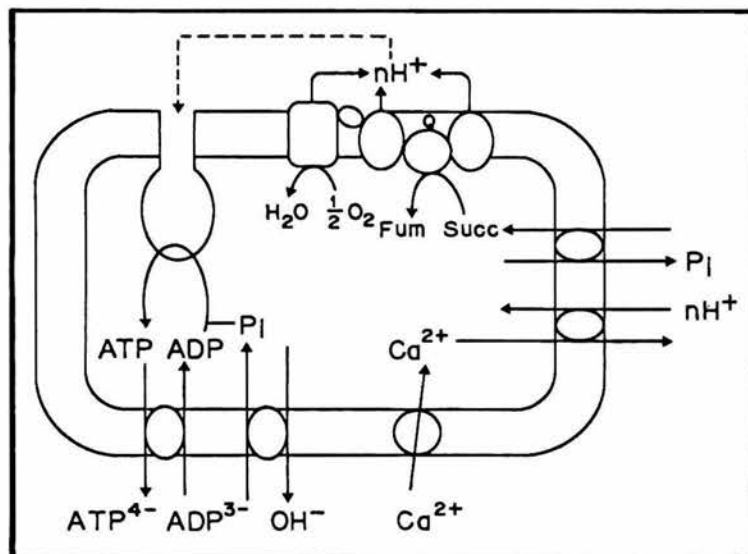 nH⁺
Q
H₂O ½O₂ Fum Succ
Pi
nH⁺
ATP ADP Pi Ca²⁺
ATP⁴⁻ ADP³⁻ OH⁻ Ca²⁺